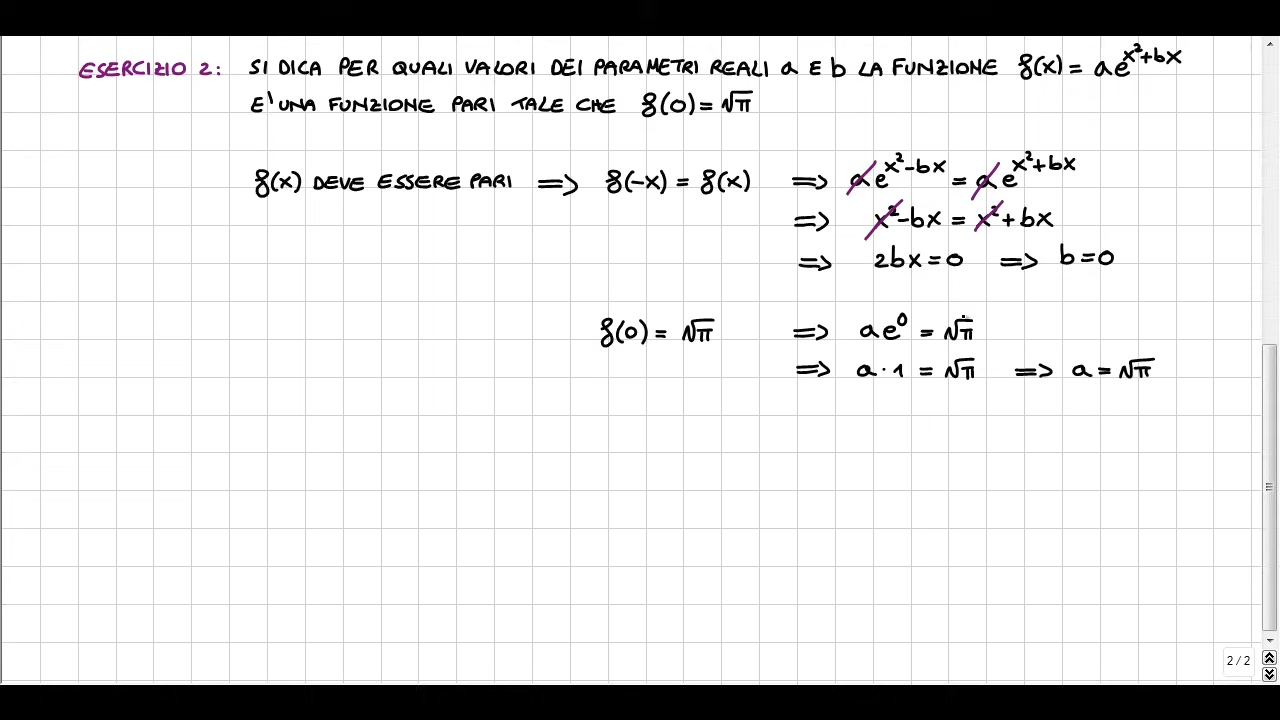 ESERCIZIO 2: SI DICA PER QUALI VALORI DEI PARAMETRI REALI a E b LA FUNZIONE f(x) = ae^{x²+bx}
E' UNA FUNZIONE PARI TALE CHE f(0) = √π
f(x) DEVE ESSERE PARI ⟹ f(-x) = f(x) ⟹ ae^{x²-bx} = ae^{x²+bx}
⟹ x²-bx = x²+bx
⟹ 2bx = 0 ⟹ b = 0
f(0) = √π ⟹ ae⁰ = √π
⟹ a · 1 = √π ⟹ a = √π
2 / 2